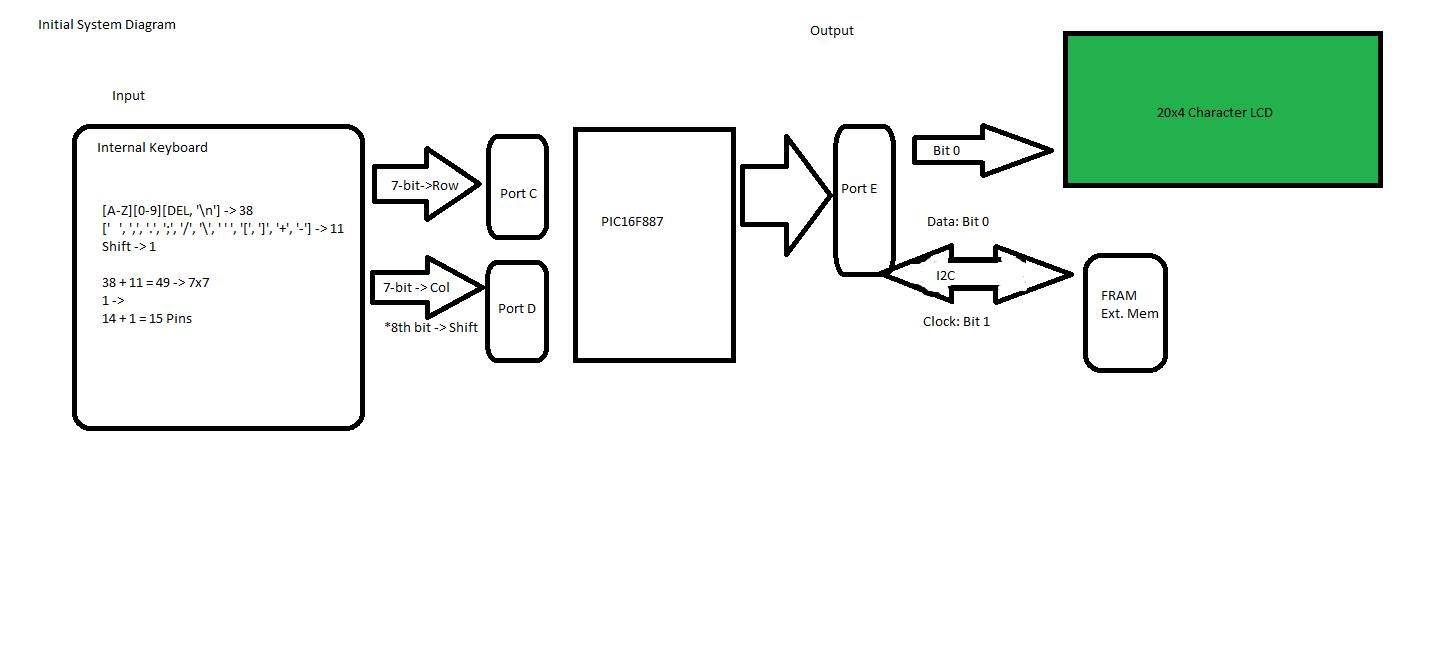 Initial System Diagram
Output
Input
Internal Keyboard
[A-Z][0-9][DEL, '\n'] -> 38
['  ', ',', '.', ';', '/', '\', ' ' ', '[', ']', '+', '-'] -> 11
Shift -> 1
38 + 11 = 49 -> 7x7
1 ->
14 + 1 = 15 Pins
7-bit->Row
Port C
7-bit -> Col
*8th bit -> Shift
Port D
PIC16F887
Port E
Bit 0
20x4 Character LCD
Data: Bit 0
I2C
Clock: Bit 1
FRAM
Ext. Mem